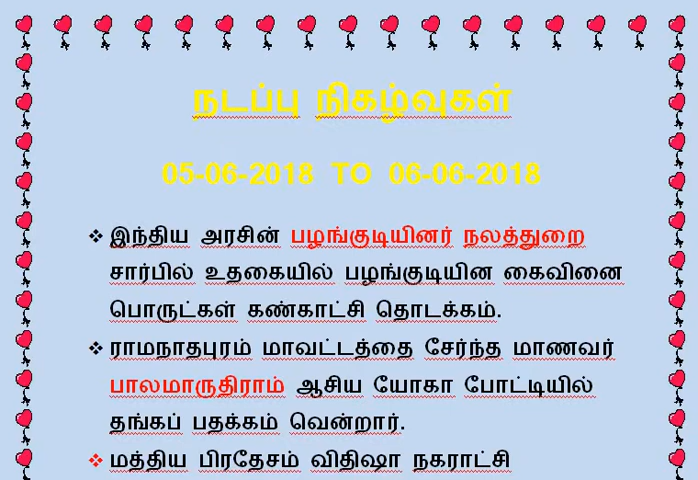 நடப்பு நிகழ்வுகள்
05-06-2018 TO 06-06-2018
❖ இந்திய அரசின் பழங்குடியினர் நலத்துறை
சார்பில் உதகையில் பழங்குடியின கைவினை
பொருட்கள் கண்காட்சி தொடக்கம்.
❖ ராமநாதபுரம் மாவட்டத்தை சேர்ந்த மாணவர்
பாலமாருதிராம் ஆசிய யோகா போட்டியில்
தங்கப் பதக்கம் வென்றார்.
❖ மத்திய பிரதேசம் விதிஷா நகராட்சி